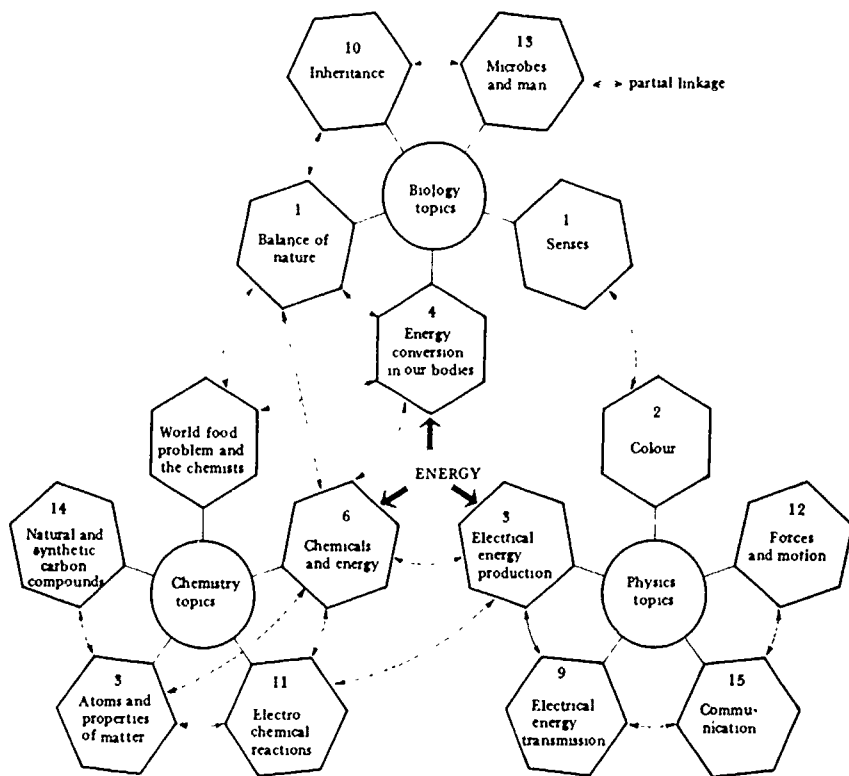 10
Inheritance
13
Microbes
and man
partial linkage
Biology
topics
1
Balance of
nature
1
Senses
4
Energy
conversion
in our bodies
World food
problem and
the chemists
2
Colour
ENERGY
14
Natural and
synthetic
carbon
compounds
6
Chemicals
and energy
3
Electrical
energy
production
12
Forces
and motion
Chemistry
topics
Physics
topics
3
Atoms and
properties
of matter
11
Electro
chemical
reactions
9
Electrical
energy
transmission
15
Commu-
nication